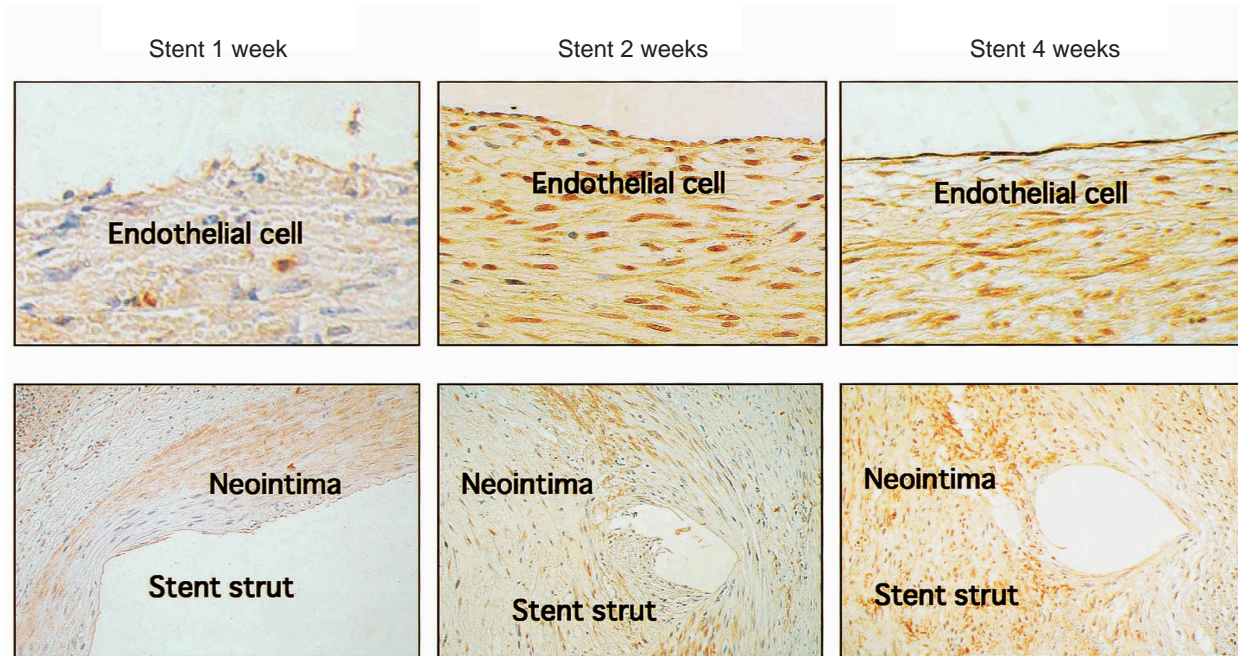 Stent 1 week
Stent 2 weeks
Stent 4 weeks
Endothelial cell
Endothelial cell
Endothelial cell
Neointima
Stent strut
Neointima
Stent strut
Neointima
Stent strut